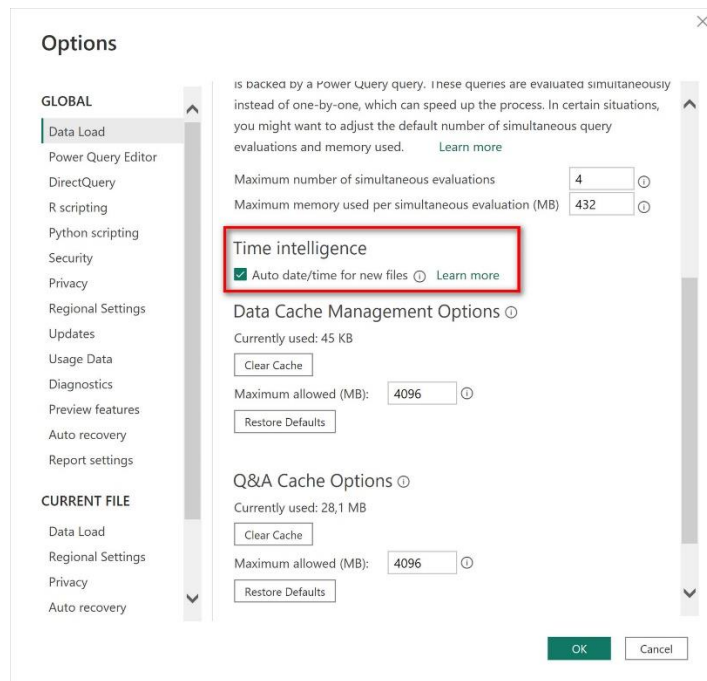 Options
GLOBAL
Data Load
Power Query Editor
DirectQuery
R scripting
Python scripting
Security
Privacy
Regional Settings
Updates
Usage Data
Diagnostics
Preview features
Auto recovery
Report settings
CURRENT FILE
Data Load
Regional Settings
Privacy
Auto recovery
is backed by a Power Query query. These queries are evaluated simultaneously
instead of one-by-one, which can speed up the process. In certain situations,
you might want to adjust the default number of simultaneous query
evaluations and memory used. Learn more
Maximum number of simultaneous evaluations 4
Maximum memory used per simultaneous evaluation (MB) 432
Time intelligence
Auto date/time for new files Learn more
Data Cache Management Options
Currently used: 45 KB
Clear Cache
Maximum allowed (MB): 4096
Restore Defaults
Q&A Cache Options
Currently used: 28,1 MB
Clear Cache
Maximum allowed (MB): 4096
Restore Defaults
OK Cancel